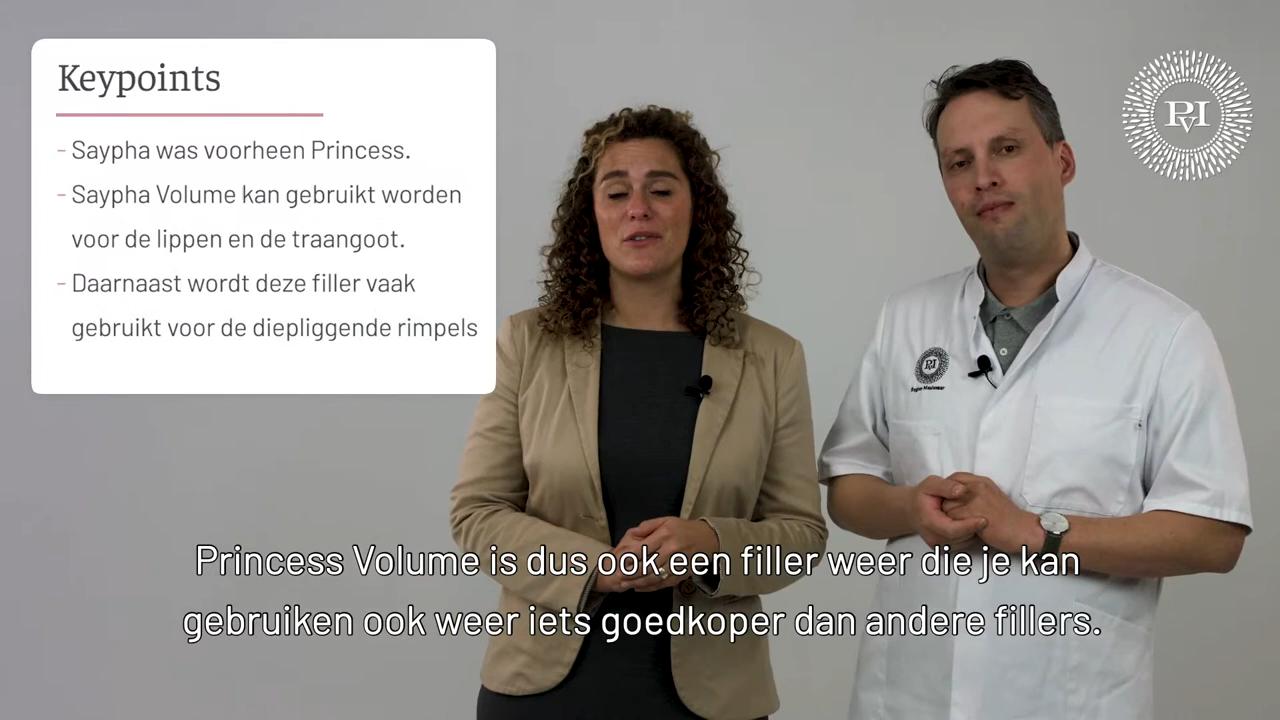 Keypoints
- Saypha was voorheen Princess.
- Saypha Volume kan gebruikt worden
voor de lippen en de traangoot.
- Daarnaast wordt deze filler vaak
gebruikt voor de diepliggende rimpels
PVI
PVI
Princess Volume is dus ook een filler weer die je kan
gebruiken ook weer iets goedkoper dan andere fillers.